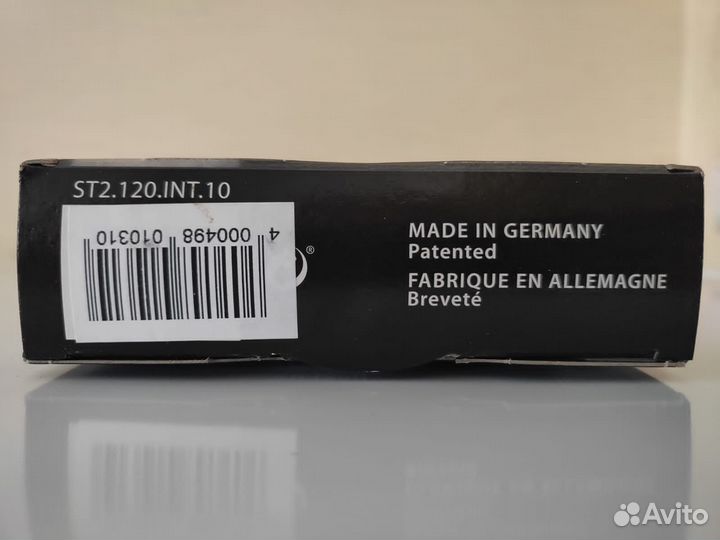 ST2.120.INT.10
4 000498 010310
®
MADE IN GERMANY
Patented
FABRIQUE EN ALLEMAGNE
Breveté
Avito